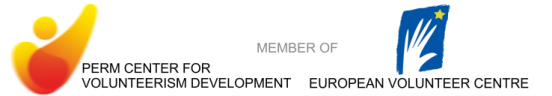 MEMBER OF
PERM CENTER FOR
VOLUNTEERISM DEVELOPMENT
EUROPEAN VOLUNTEER CENTRE